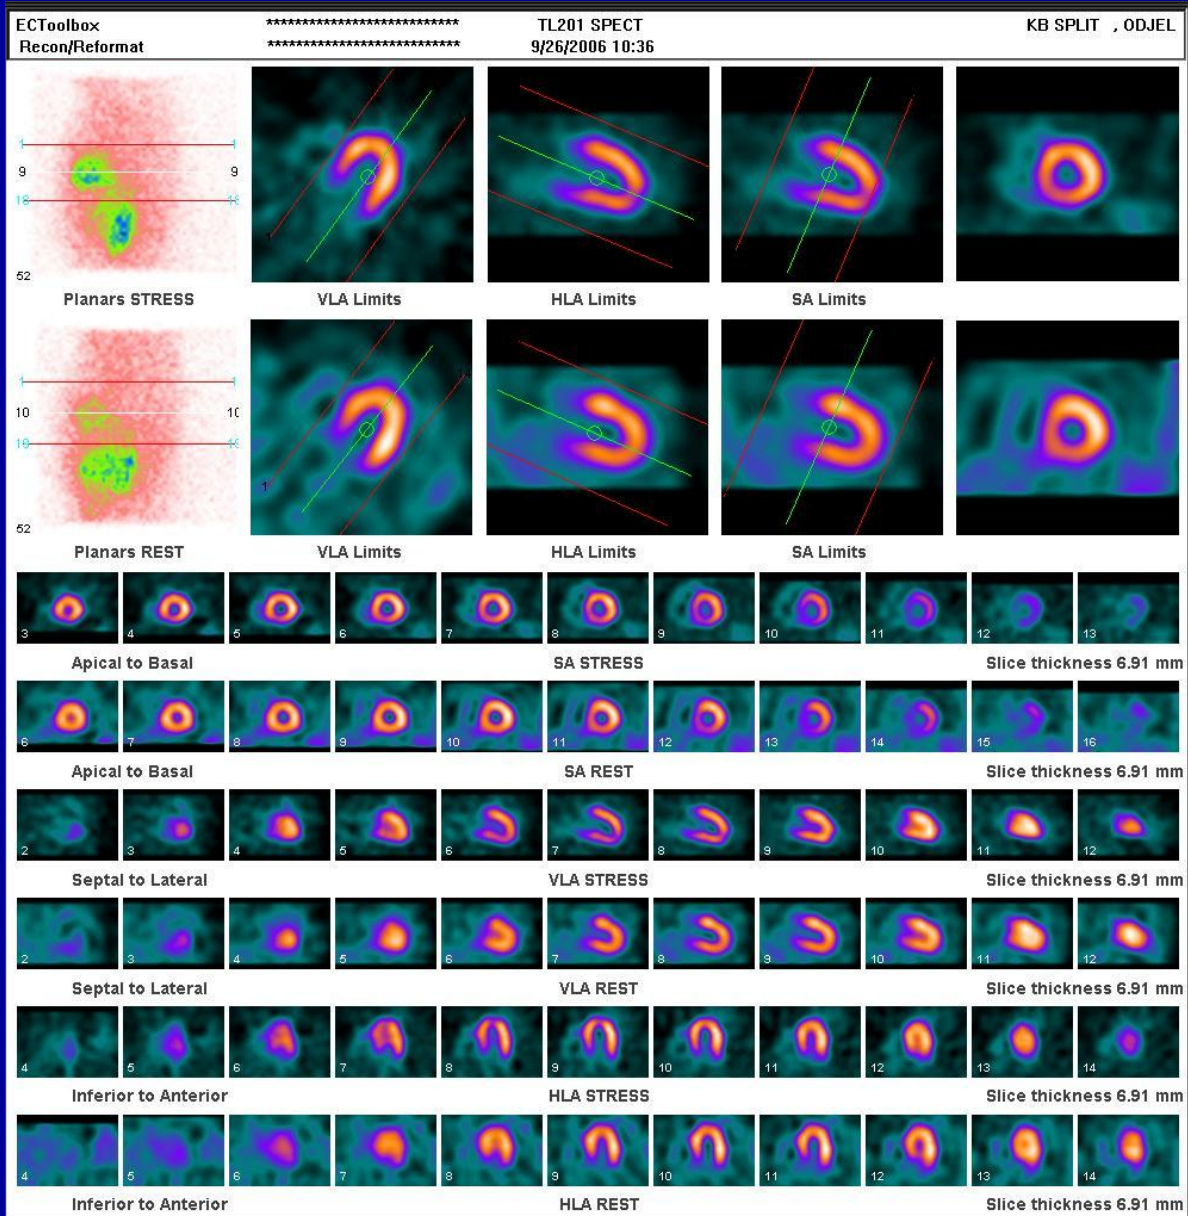 ECToolbox
Recon/Reformat
***************************
***************************
TL201 SPECT
9/26/2006 10:36
KB SPLIT , ODJEL
1 1
9 9
18 18
52
Planars STRESS
VLA Limits
HLA Limits
SA Limits
1
10 10
19 19
52
Planars REST
VLA Limits
HLA Limits
SA Limits
3 4 5 6 7 8 9 10 11 12 13
Apical to Basal SA STRESS Slice thickness 6.91 mm
6 7 8 9 10 11 12 13 14 15 16
Apical to Basal SA REST Slice thickness 6.91 mm
2 3 4 5 6 7 8 9 10 11 12
Septal to Lateral VLA STRESS Slice thickness 6.91 mm
2 3 4 5 6 7 8 9 10 11 12
Septal to Lateral VLA REST Slice thickness 6.91 mm
4 5 6 7 8 9 10 11 12 13 14
Inferior to Anterior HLA STRESS Slice thickness 6.91 mm
4 5 6 7 8 9 10 11 12 13 14
Inferior to Anterior HLA REST Slice thickness 6.91 mm